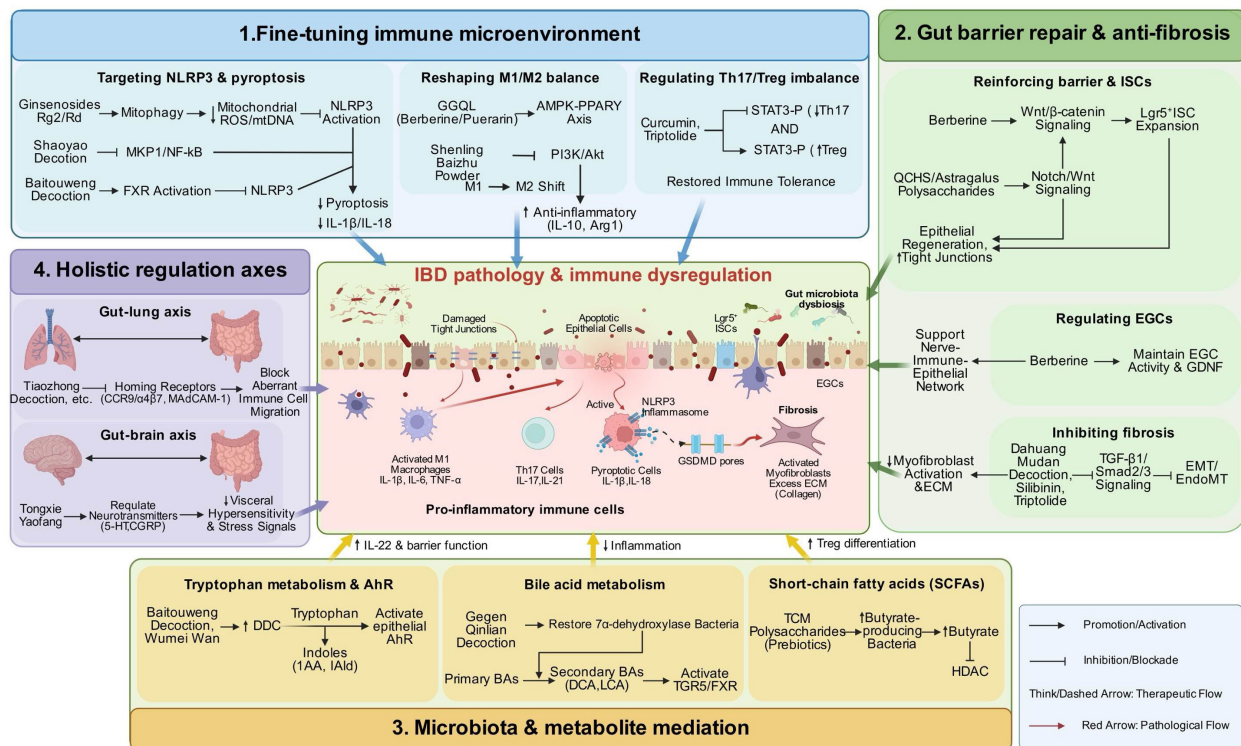 1.Fine-tuning immune microenvironment
Targeting NLRP3 & pyroptosis
Ginsenosides
Rg2/Rd
Mitophagy
↓ Mitochondrial
ROS/mtDNA
NLRP3
Activation
Shaoyao
Decotion
MKP1/NF-kB
Baitouweng
Decoction
FXR Activation
NLRP3
↓ Pyroptosis
↓ IL-1β/IL-18
Reshaping M1/M2 balance
GGQL
(Berberine/Puerarin)
AMPK-PPARY
Axis
Shenling
Baizhu
Powder
PI3K/Akt
M1
M2 Shift
↑ Anti-inflammatory
(IL-10, Arg1)
Regulating Th17/Treg imbalance
Curcumin,
Triptolide
STAT3-P (↓Th17
AND
STAT3-P (↑Treg
Restored Immune Tolerance
2. Gut barrier repair & anti-fibrosis
Reinforcing barrier & ISCs
Berberine
Wnt/β-catenin
Signaling
Lgr5⁺ISC
Expansion
QCHS/Astragalus
Polysaccharides
Notch/Wnt
Signaling
Epithelial
Regeneration,
↑Tight Junctions
Regulating EGCs
Support
Nerve-
Immune-
Epithelial
Network
Berberine
Maintain EGC
Activity & GDNF
Inhibiting fibrosis
↓Myofibroblast
Activation
&ECM
Dahuang
Mudan
Decoction,
Silibinin,
Triptolide
TGF-β1/
Smad2/3
Signaling
EMT/
EndoMT
4. Holistic regulation axes
Gut-lung axis
Tiaozhong
Decoction, etc.
Homing Receptors
(CCR9/α4β7, MAdCAM-1)
Block
Aberrant
Immune Cell
Migration
Gut-brain axis
Tongxie
Yaofang
Requlate
Neurotransmitters
(5-HT,CGRP)
↓ Visceral
Hypersensitivity
& Stress Signals
IBD pathology & immune dysregulation
Damaged
Tight Junctions
Apoptotic
Epithelial Cells
Lgr5⁺
ISCs
Gut microbiota
dysbiosis
EGCs
Active
NLRP3
Inflammasome
Fibrosis
GSDMD pores
Activated M1
Macrophages
IL-1β, IL-6, TNF-α
Th17 Cells
IL-17,IL-21
Pyroptotic Cells
IL-1β,IL-18
Activated
Myofibroblasts
Excess ECM
(Collagen)
Pro-inflammatory immune cells
↑ IL-22 & barrier function
↓ Inflammation
↑ Treg differentiation
Tryptophan metabolism & AhR
Baitouweng
Decoction,
Wumei Wan
↑ DDC
Tryptophan
Indoles
(1AA, IAld)
Activate
epithelial
AhR
Bile acid metabolism
Gegen
Qinlian
Decoction
Restore 7α-dehydroxylase Bacteria
Primary BAs
Secondary BAs
(DCA,LCA)
Activate
TGR5/FXR
Short-chain fatty acids (SCFAs)
TCM
Polysaccharides
(Prebiotics)
↑Butyrate-
producing
Bacteria
↑Butyrate
HDAC
3. Microbiota & metabolite mediation
Promotion/Activation
Inhibition/Blockade
Think/Dashed Arrow: Therapeutic Flow
Red Arrow: Pathological Flow